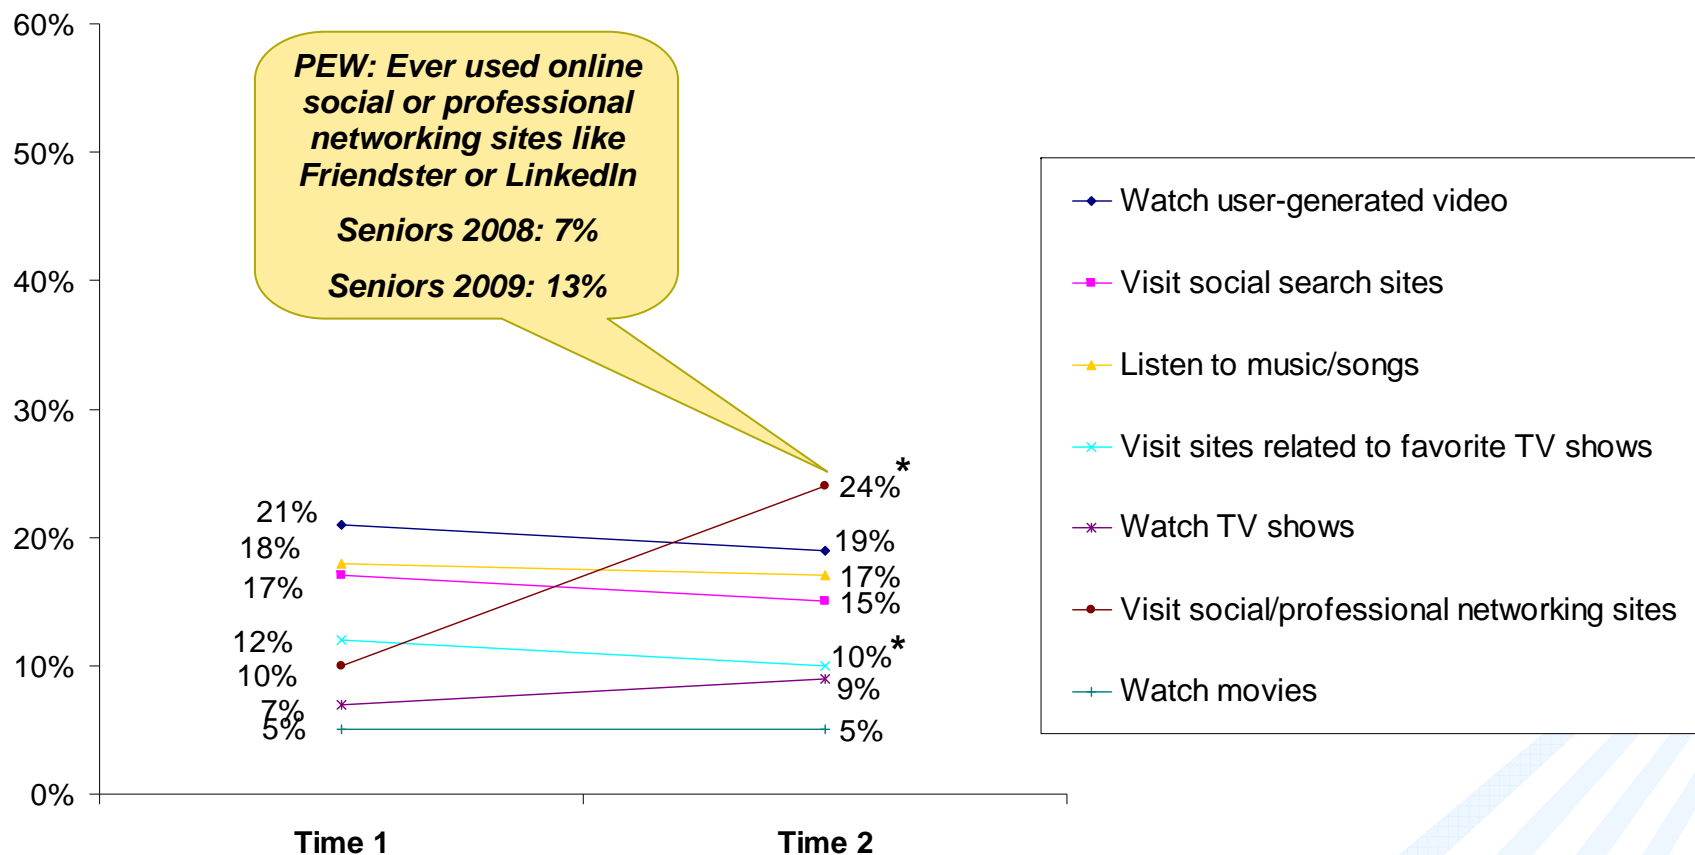 60%
50%
40%
30%
20%
10%
0%
PEW: Ever used online
social or professional
networking sites like
Friendster or LinkedIn
Seniors 2008: 7%
Seniors 2009: 13%
21%
18%
17%
12%
10%
7%
5%
24%*
19%
17%
15%
10%*
9%
5%
Time 1
Time 2
Watch user-generated video
Visit social search sites
Listen to music/songs
Visit sites related to favorite TV shows
Watch TV shows
Visit social/professional networking sites
Watch movies